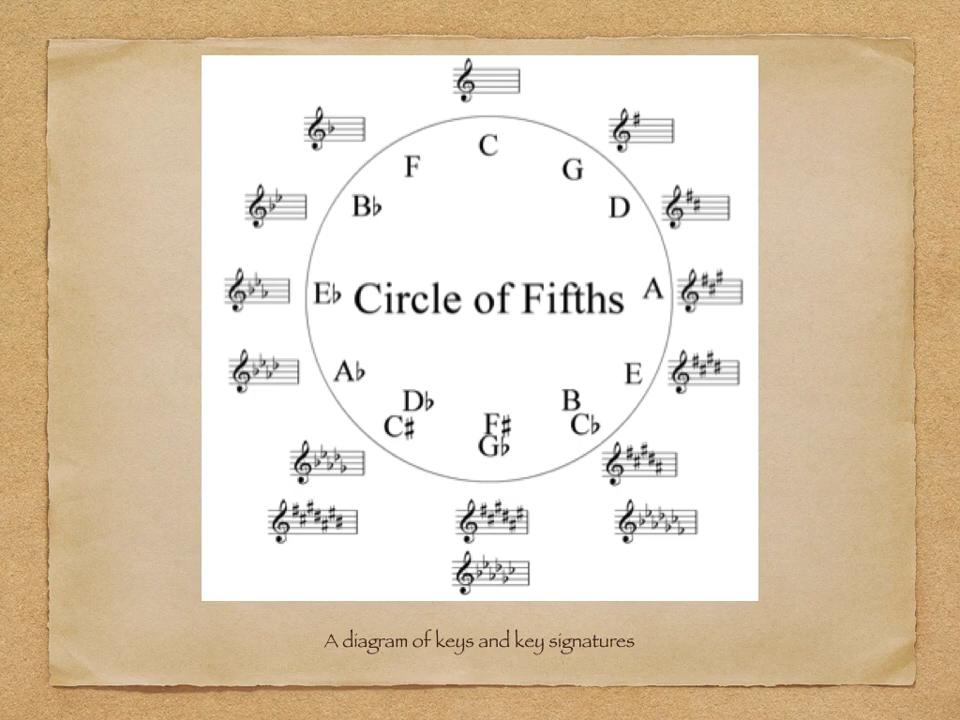 C
F
G
B♭
D
E♭
Circle of Fifths
A
A♭
E
D♭
B
C♯
F♯
C♭
G♭
A diagram of keys and key signatures